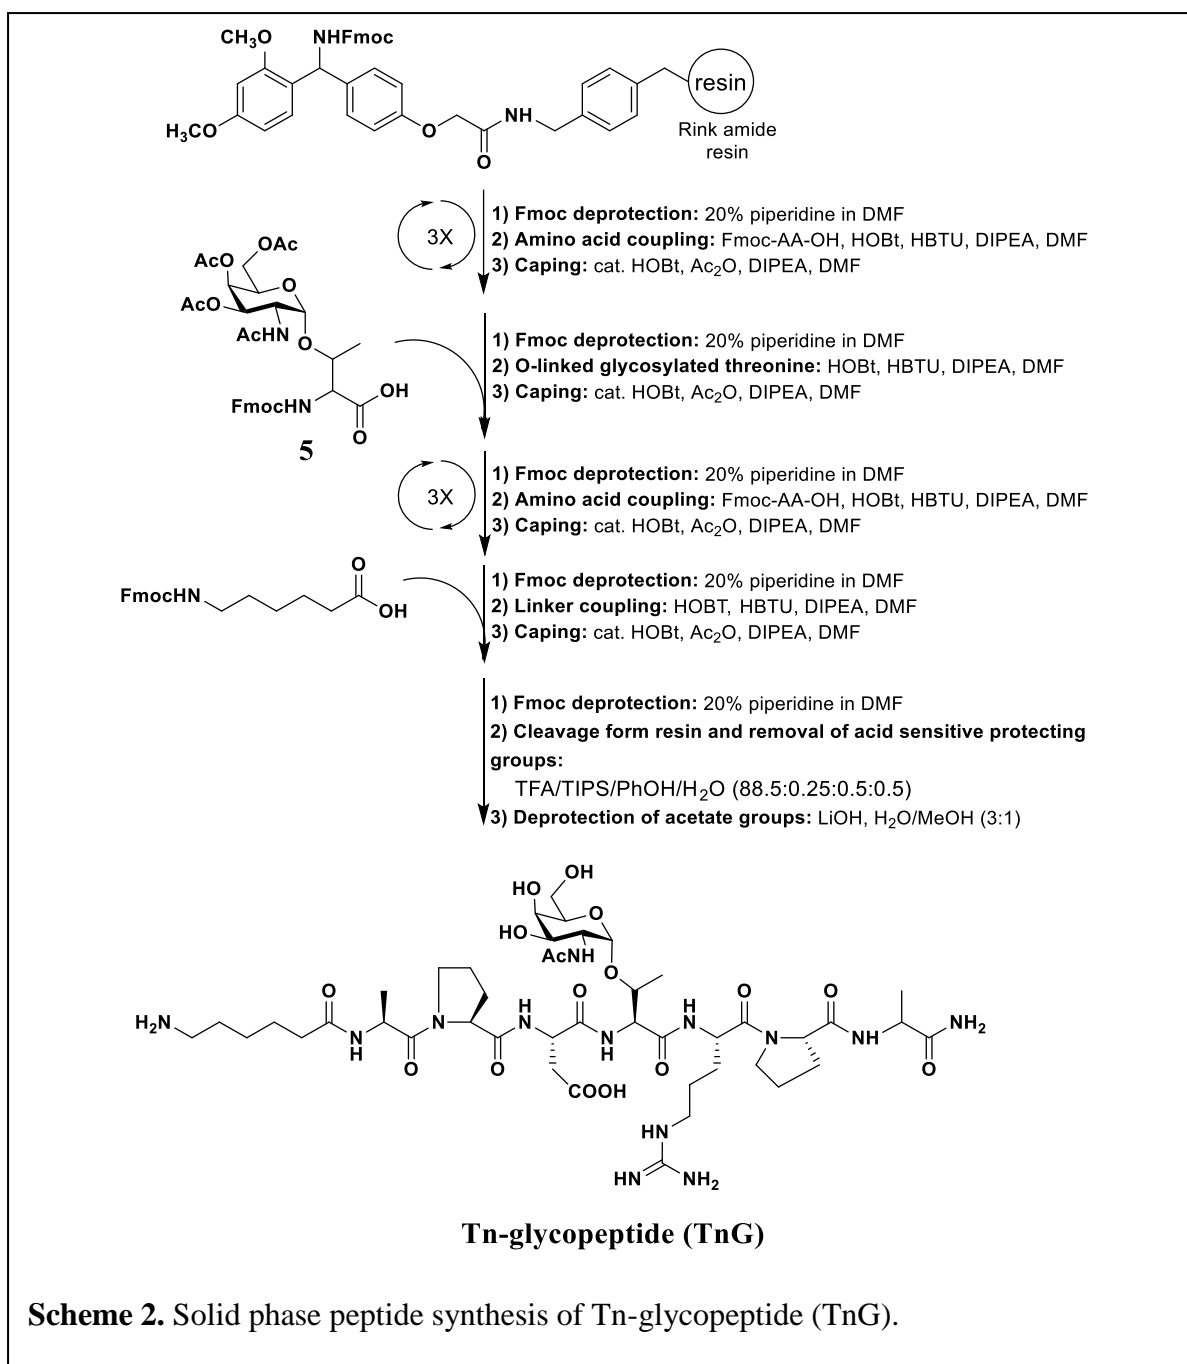 CH3O NHFmoc
resin
H3CO O NH
O
Rink amide
resin
3X
1) Fmoc deprotection: 20% piperidine in DMF
2) Amino acid coupling: Fmoc-AA-OH, HOBt, HBTU, DIPEA, DMF
3) Caping: cat. HOBt, Ac2O, DIPEA, DMF
OAc
AcO
O
AcO
AcHN
O
FmocHN OH
O
5
1) Fmoc deprotection: 20% piperidine in DMF
2) O-linked glycosylated threonine: HOBt, HBTU, DIPEA, DMF
3) Caping: cat. HOBt, Ac2O, DIPEA, DMF
3X
1) Fmoc deprotection: 20% piperidine in DMF
2) Amino acid coupling: Fmoc-AA-OH, HOBt, HBTU, DIPEA, DMF
3) Caping: cat. HOBt, Ac2O, DIPEA, DMF
O
FmocHN
OH
1) Fmoc deprotection: 20% piperidine in DMF
2) Linker coupling: HOBT, HBTU, DIPEA, DMF
3) Caping: cat. HOBt, Ac2O, DIPEA, DMF
1) Fmoc deprotection: 20% piperidine in DMF
2) Cleavage form resin and removal of acid sensitive protecting
groups:
TFA/TIPS/PhOH/H2O (88.5:0.25:0.5:0.5)
3) Deprotection of acetate groups: LiOH, H2O/MeOH (3:1)
OH
HO
O
HO
AcHN
O
O H N O H N O O
H2N N H N N H N NH NH2
O O O O
COOH
HN
HN NH2
Tn-glycopeptide (TnG)
Scheme 2. Solid phase peptide synthesis of Tn-glycopeptide (TnG).